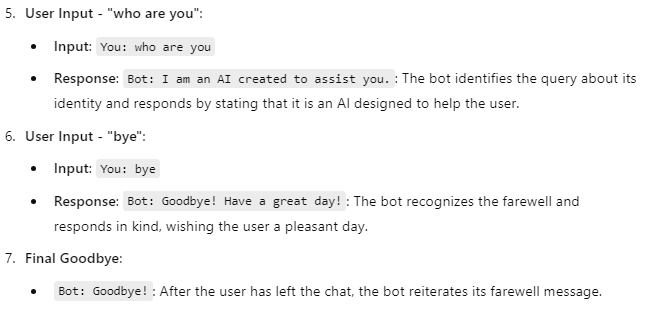 5. User Input - "who are you":
• Input: You: who are you
• Response: Bot: I am an AI created to assist you. : The bot identifies the query about its
identity and responds by stating that it is an AI designed to help the user.
6. User Input - "bye":
• Input: You: bye
• Response: Bot: Goodbye! Have a great day! : The bot recognizes the farewell and
responds in kind, wishing the user a pleasant day.
7. Final Goodbye:
• Bot: Goodbye! : After the user has left the chat, the bot reiterates its farewell message.